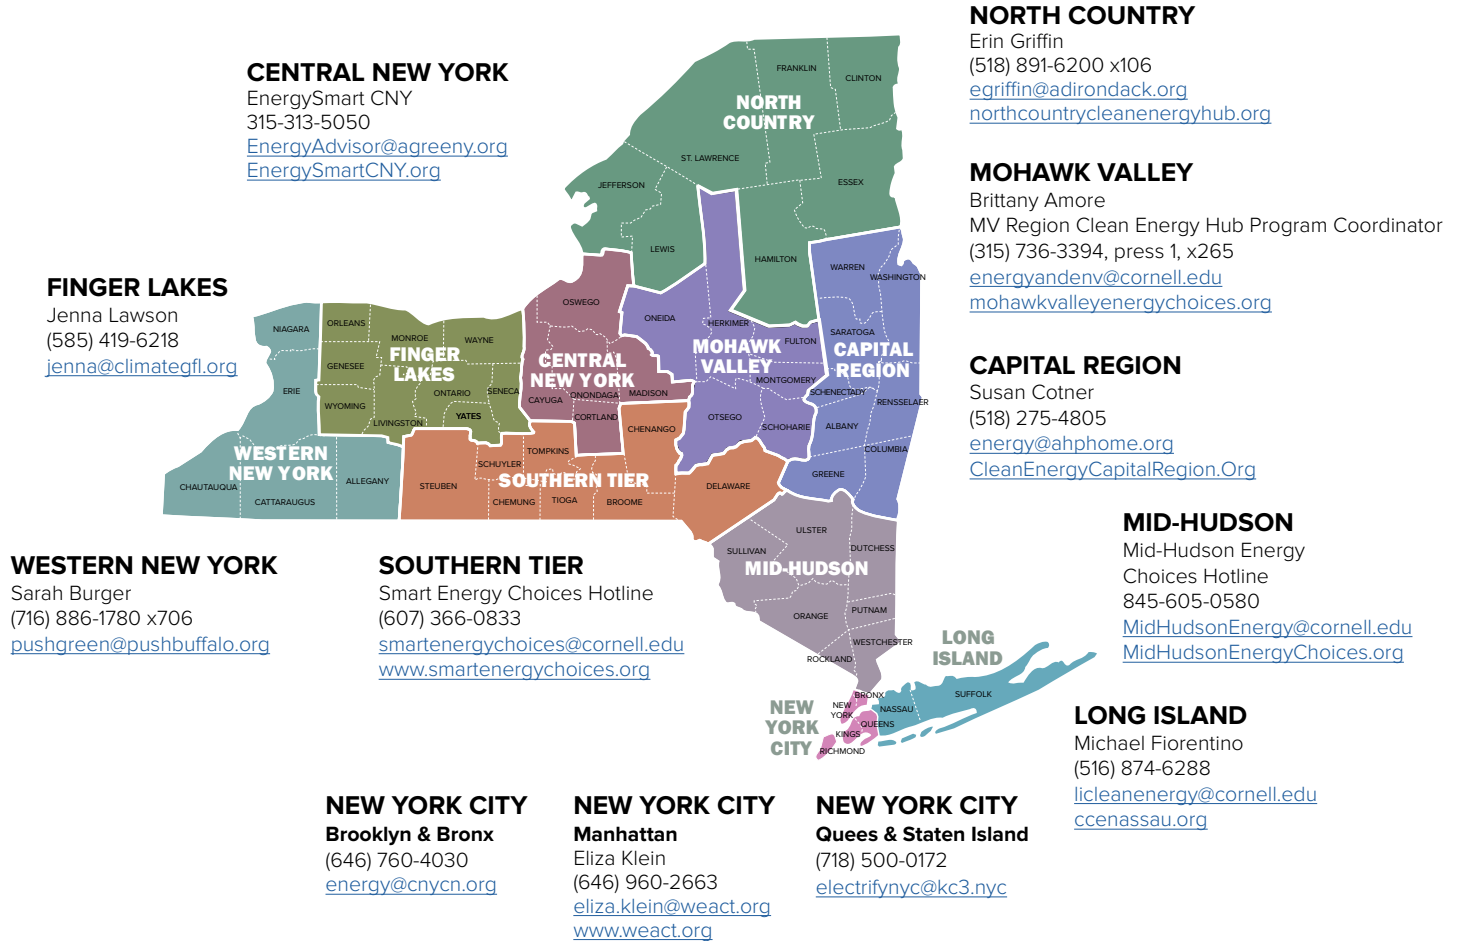 NORTH COUNTRY
Erin Griffin
(518) 891-6200 x106
egriffin@adirondack.org
northcountrycleanenergyhub.org
CENTRAL NEW YORK
EnergySmart CNY
315-313-5050
EnergyAdvisor@agreeny.org
EnergySmartCNY.org
MOHAWK VALLEY
Brittany Amore
MV Region Clean Energy Hub Program Coordinator
(315) 736-3394, press 1, x265
energyandenv@cornell.edu
mohawkvalleyenergychoices.org
FINGER LAKES
Jenna Lawson
(585) 419-6218
jenna@climategfl.org
CAPITAL REGION
Susan Cotner
(518) 275-4805
energy@ahphome.org
CleanEnergyCapitalRegion.Org
FRANKLIN
CLINTON
NORTH
COUNTRY
ST. LAWRENCE
JEFFERSON
ESSEX
LEWIS
HAMILTON
WARREN
WASHINGTON
OSWEGO
ONEIDA
HERKIMER
FULTON
SARATOGA
MOHAWK
VALLEY
CAPITAL
REGION
MONTGOMERY
SCHENECTADY
RENSSELAER
NIAGARA
ORLEANS
MONROE
WAYNE
FINGER
LAKES
GENESEE
CENTRAL
NEW YORK
ERIE
WYOMING
ONTARIO
SENECA
CAYUGA
ONONDAGA
MADISON
LIVINGSTON
YATES
CORTLAND
CHENANGO
OTSEGO
SCHOHARIE
ALBANY
COLUMBIA
WESTERN
NEW YORK
TOMPKINS
SCHUYLER
SOUTHERN TIER
CHAUTAUQUA
CATTARAUGUS
ALLEGANY
STEUBEN
CHEMUNG
TIOGA
BROOME
DELAWARE
GREENE
ULSTER
SULLIVAN
DUTCHESS
MID-HUDSON
ORANGE
PUTNAM
WESTCHESTER
ROCKLAND
LONG
ISLAND
BRONX
NEW
YORK
NASSAU
SUFFOLK
QUEENS
KINGS
RICHMOND
NEW
YORK
CITY
WESTERN NEW YORK
Sarah Burger
(716) 886-1780 x706
pushgreen@pushbuffalo.org
SOUTHERN TIER
Smart Energy Choices Hotline
(607) 366-0833
smartenergychoices@cornell.edu
www.smartenergychoices.org
MID-HUDSON
Mid-Hudson Energy
Choices Hotline
845-605-0580
MidHudsonEnergy@cornell.edu
MidHudsonEnergyChoices.org
LONG ISLAND
Michael Fiorentino
(516) 874-6288
licleanenergy@cornell.edu
ccenassau.org
NEW YORK CITY
Brooklyn & Bronx
(646) 760-4030
energy@cnycn.org
NEW YORK CITY
Manhattan
Eliza Klein
(646) 960-2663
eliza.klein@weact.org
www.weact.org
NEW YORK CITY
Quees & Staten Island
(718) 500-0172
electrifynyc@kc3.nyc